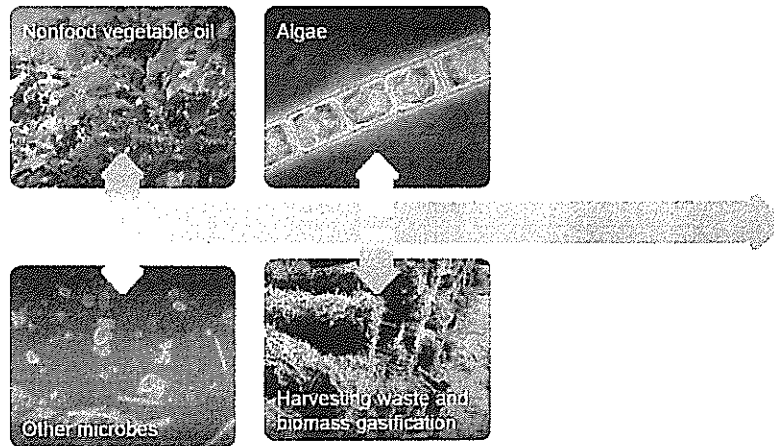 Nonfood vegetable oil
Algae
Other microbes
Harvesting waste and
biomass gasification